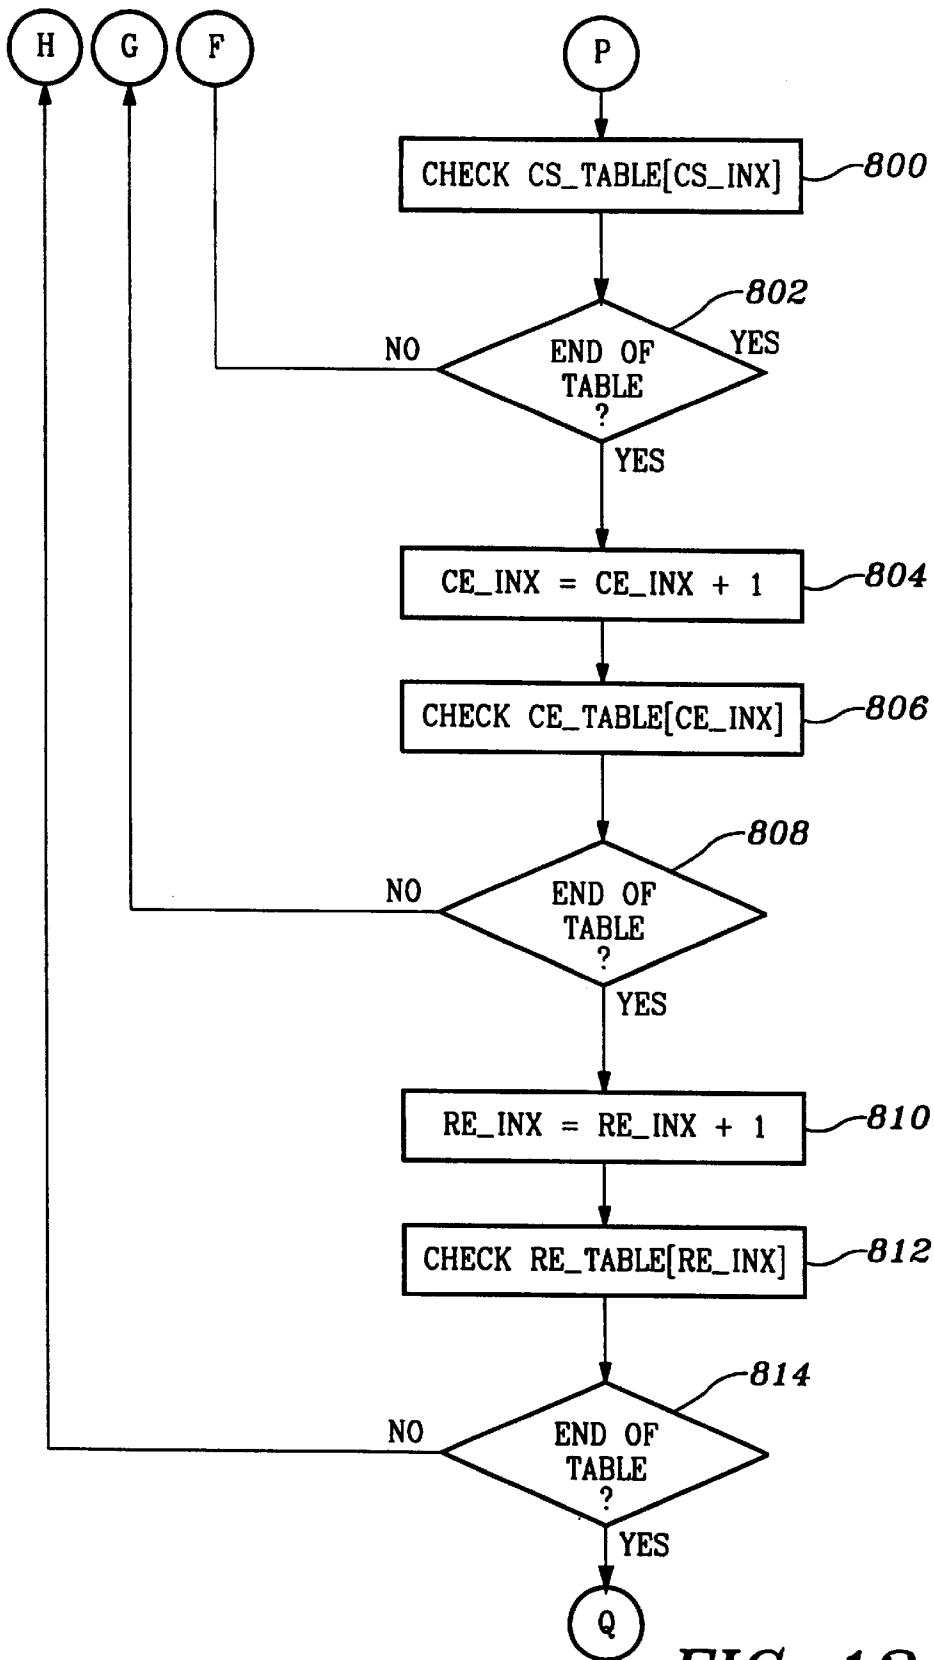 H G F P
CHECK CS_TABLE[CS_INX] 800
802
NO END OF YES
TABLE
?
YES
CE_INX = CE_INX + 1 804
CHECK CE_TABLE[CE_INX] 806
808
NO END OF
TABLE
?
YES
RE_INX = RE_INX + 1 810
CHECK RE_TABLE[RE_INX] 812
814
NO END OF
TABLE
?
YES
Q